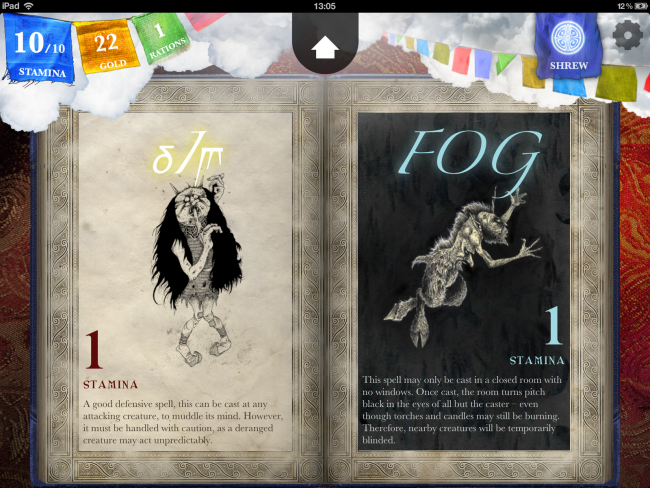 iPad
13:05
12%
10/10
STAMINA
22
GOLD
1
RATIONS
SHREW
DIM
1
STAMINA
A good defensive spell, this can be cast at any
attacking creature, to muddle its mind. However,
it must be handled with caution, as a deranged
creature may act unpredictably.
FOG
1
STAMINA
This spell may only be cast in a closed room with
no windows. Once cast, the room turns pitch
black in the eyes of all but the caster – even
though torches and candles may still be burning.
Therefore, nearby creatures will be temporarily
blinded.